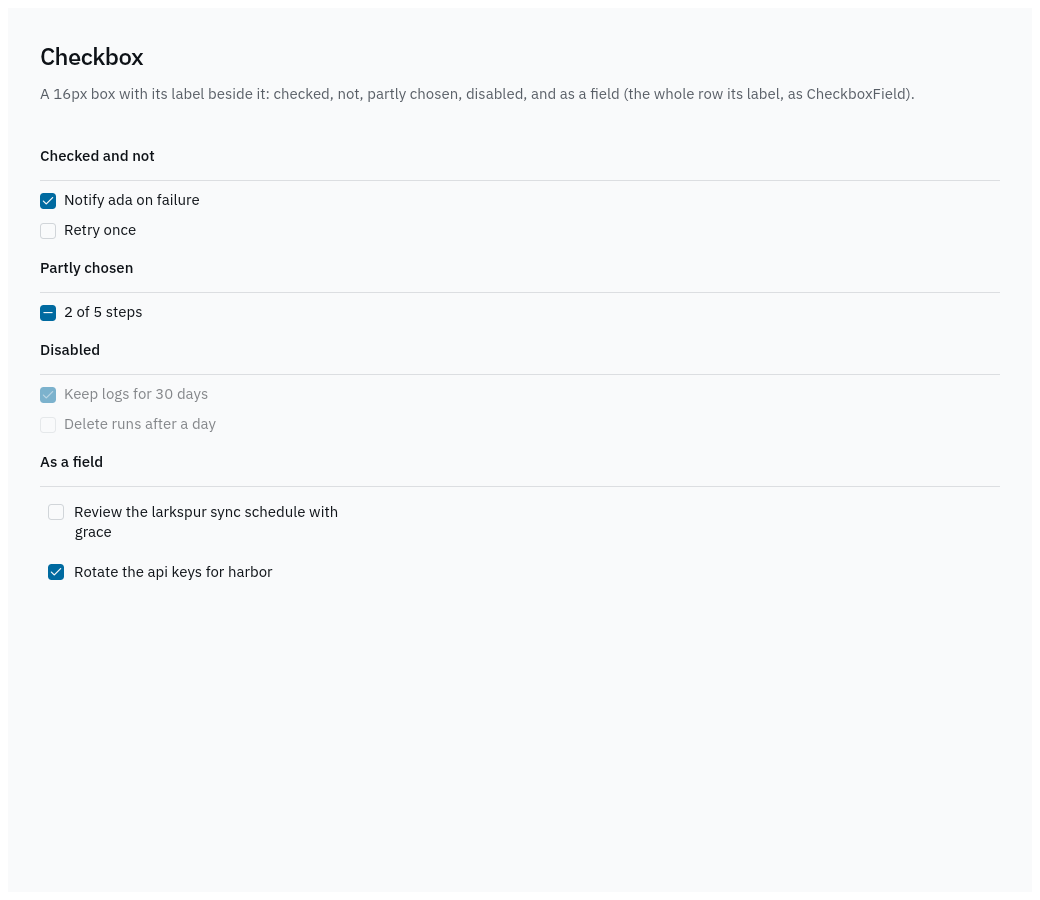 Checkbox
A 16px box with its label beside it: checked, not, partly chosen, disabled, and as a field (the whole row its label, as CheckboxField).
Checked and not
Notify ada on failure
Retry once
Partly chosen
2 of 5 steps
Disabled
Keep logs for 30 days
Delete runs after a day
As a field
Review the larkspur sync schedule with
grace
Rotate the api keys for harbor